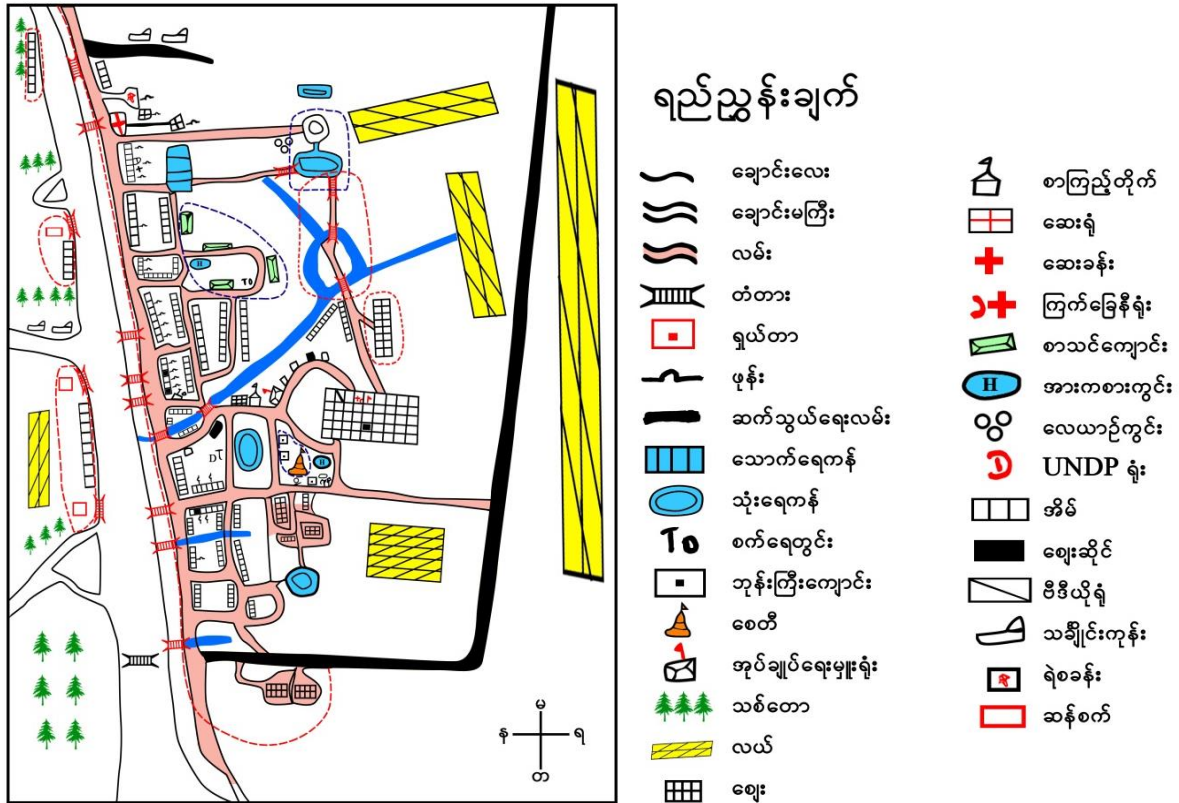 ရည်ညွှန်းချက်
ချောင်းလေး
ချောင်းမကြီး
လမ်း
တံတား
ရှယ်တာ
ဖုန်း
ဆက်သွယ်ရေးလမ်း
သောက်ရေကန်
သုံးရေကန်
To စက်ရေတွင်း
ဘုန်းကြီးကျောင်း
စေတီ
အုပ်ချုပ်ရေးမှူးရုံး
သစ်တော
လယ်
ဈေး
စာကြည့်တိုက်
ဆေးရုံ
ဆေးခန်း
ကြက်ခြေနီရုံး
စာသင်ကျောင်း
H အားကစားကွင်း
လေယာဉ်ကွင်း
UNDP ရုံး
အိမ်
ဈေးဆိုင်
ဗီဒီယိုရုံ
သင်္ချိုင်းကုန်း
ရဲစခန်း
ဆန်စက်
H
To
H
မ
န
ရ
တ